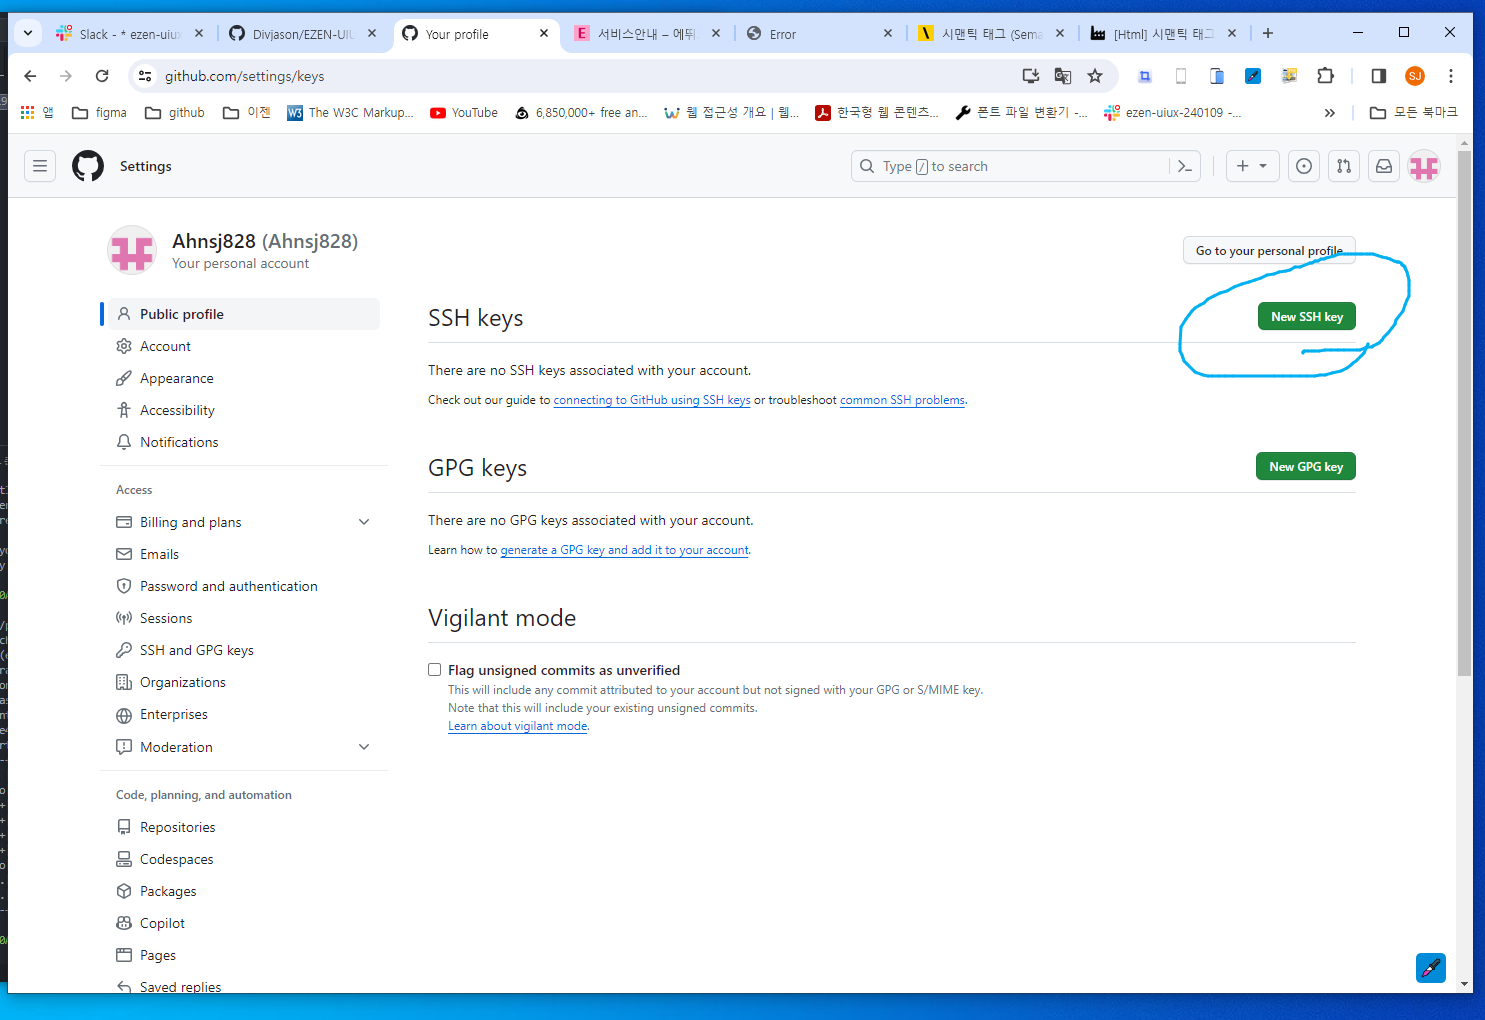 Slack - * ezen-uiux
Divjason/EZEN-UIU
Your profile
서비스안내 – 에듀
Error
시맨틱 태그 (Sema
[Html] 시맨틱 태그
github.com/settings/keys
SJ
앱
figma
github
이젠
The W3C Markup...
YouTube
6,850,000+ free an...
웹 접근성 개요 | 웹...
한국형 웹 콘텐츠...
폰트 파일 변환기 -...
ezen-uiux-240109 -...
모든 북마크
Settings
Type / to search
Ahnsj828 (Ahnsj828)
Your personal account
Go to your personal profile
Public profile
Account
Appearance
Accessibility
Notifications
Access
Billing and plans
Emails
Password and authentication
Sessions
SSH and GPG keys
Organizations
Enterprises
Moderation
Code, planning, and automation
Repositories
Codespaces
Packages
Copilot
Pages
Saved replies
SSH keys
New SSH key
There are no SSH keys associated with your account.
Check out our guide to connecting to GitHub using SSH keys or troubleshoot common SSH problems.
GPG keys
New GPG key
There are no GPG keys associated with your account.
Learn how to generate a GPG key and add it to your account.
Vigilant mode
Flag unsigned commits as unverified
This will include any commit attributed to your account but not signed with your GPG or S/MIME key.
Note that this will include your existing unsigned commits.
Learn about vigilant mode.